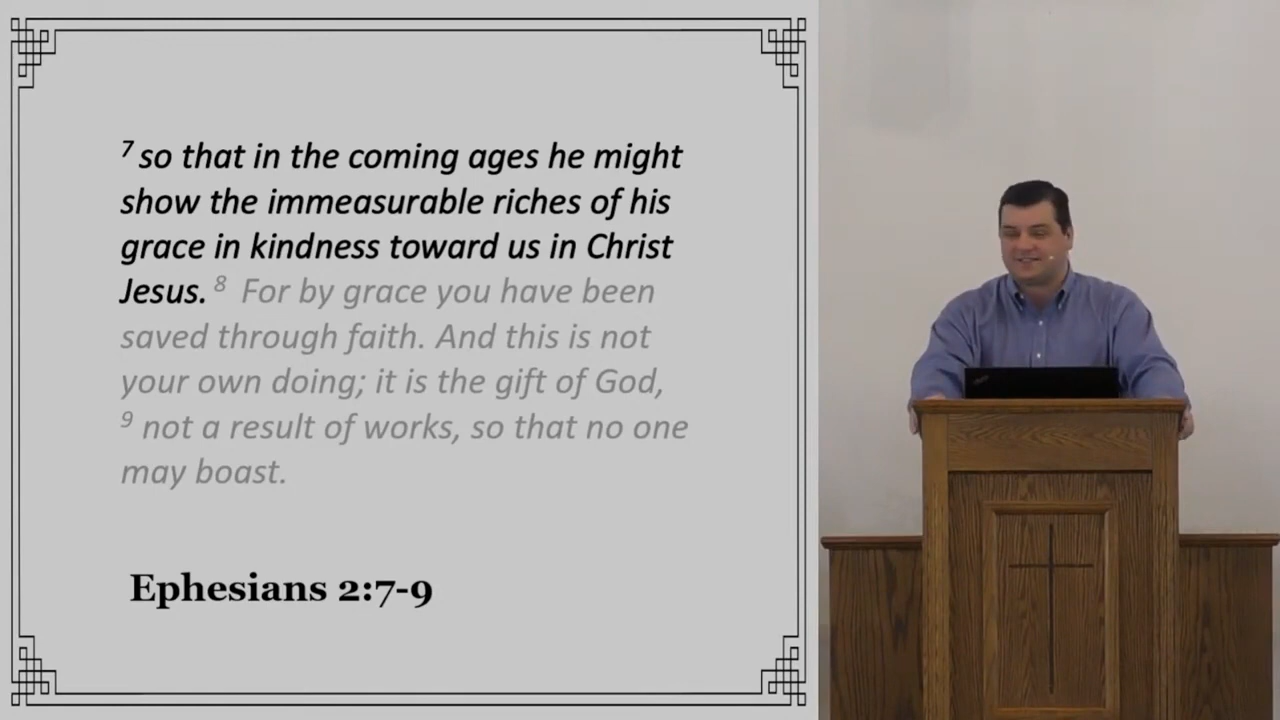 7 so that in the coming ages he might
show the immeasurable riches of his
grace in kindness toward us in Christ
Jesus. 8 For by grace you have been
saved through faith. And this is not
your own doing; it is the gift of God,
9 not a result of works, so that no one
may boast.
Ephesians 2:7-9